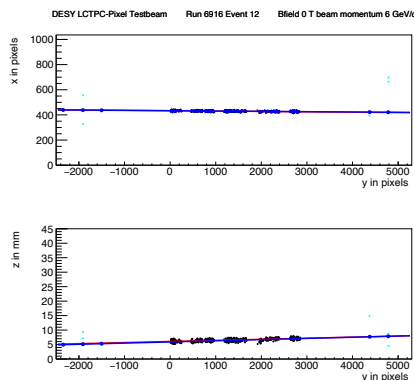 DESY LCTPC-Pixel Testbeam Run 6916 Event 12 Bfield 0 T beam momentum 6 GeV/c
x in pixels
1000
800
600
400
200
0
−2000 −1000 0 1000 2000 3000 4000 5000
y in pixels
z in mm
45
40
35
30
25
20
15
10
5
0
−2000 −1000 0 1000 2000 3000 4000 5000
y in pixels